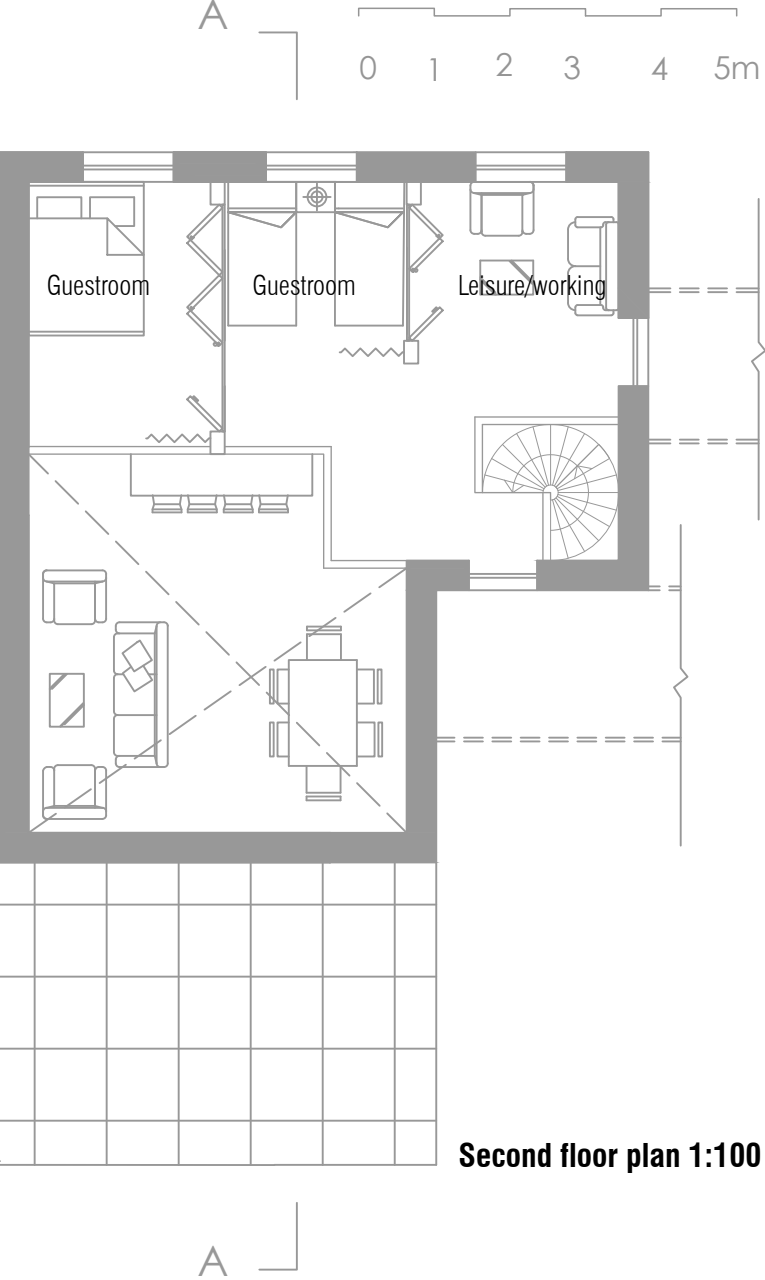 A
0 1 2 3 4 5m
Guestroom Guestroom Leisure/working
Second floor plan 1:100
A